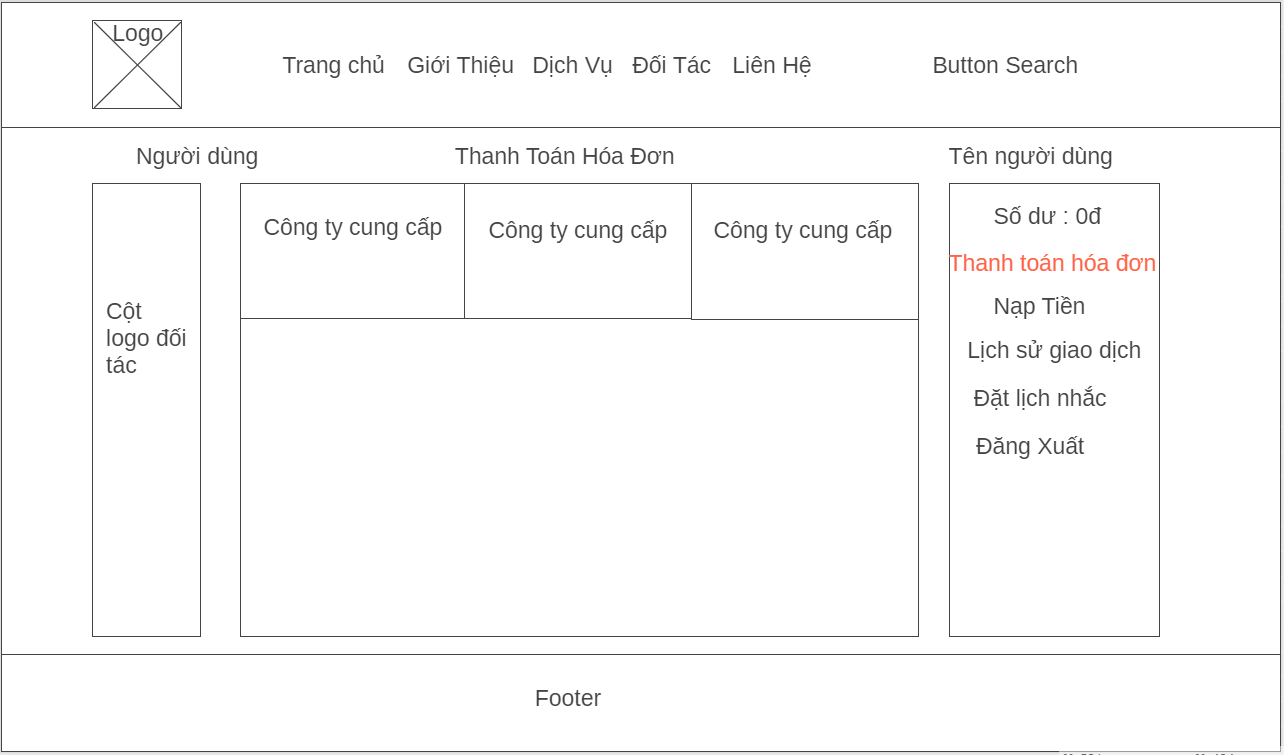 Logo
Trang chủ Giới Thiệu Dịch Vụ Đối Tác Liên Hệ Button Search
Người dùng Thanh Toán Hóa Đơn Tên người dùng
Cột
logo đối
tác
Công ty cung cấp Công ty cung cấp Công ty cung cấp
Số dư : 0đ
Thanh toán hóa đơn
Nạp Tiền
Lịch sử giao dịch
Đặt lịch nhắc
Đăng Xuất
Footer